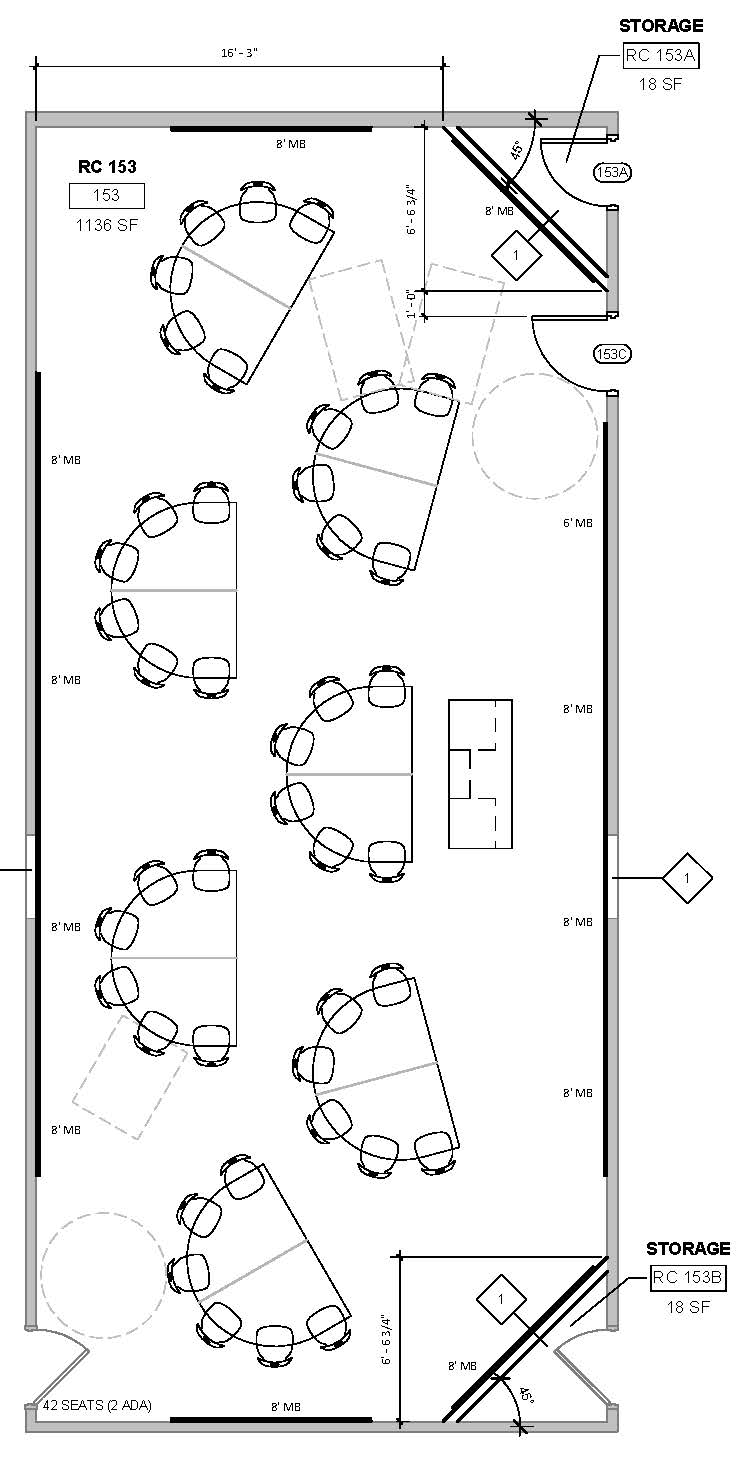 STORAGE
RC 153A
18 SF
16' - 3"
8' MB
45°
153A
RC 153
153
1136 SF
6' - 6 3/4"
8' MB
1
1' - 0"
153C
8' MB
6' MB
8' MB
8' MB
1
8' MB
8' MB
8' MB
8' MB
STORAGE
RC 153B
18 SF
1
6' - 6 3/4"
8' MB
45°
42 SEATS (2 ADA)
8' MB